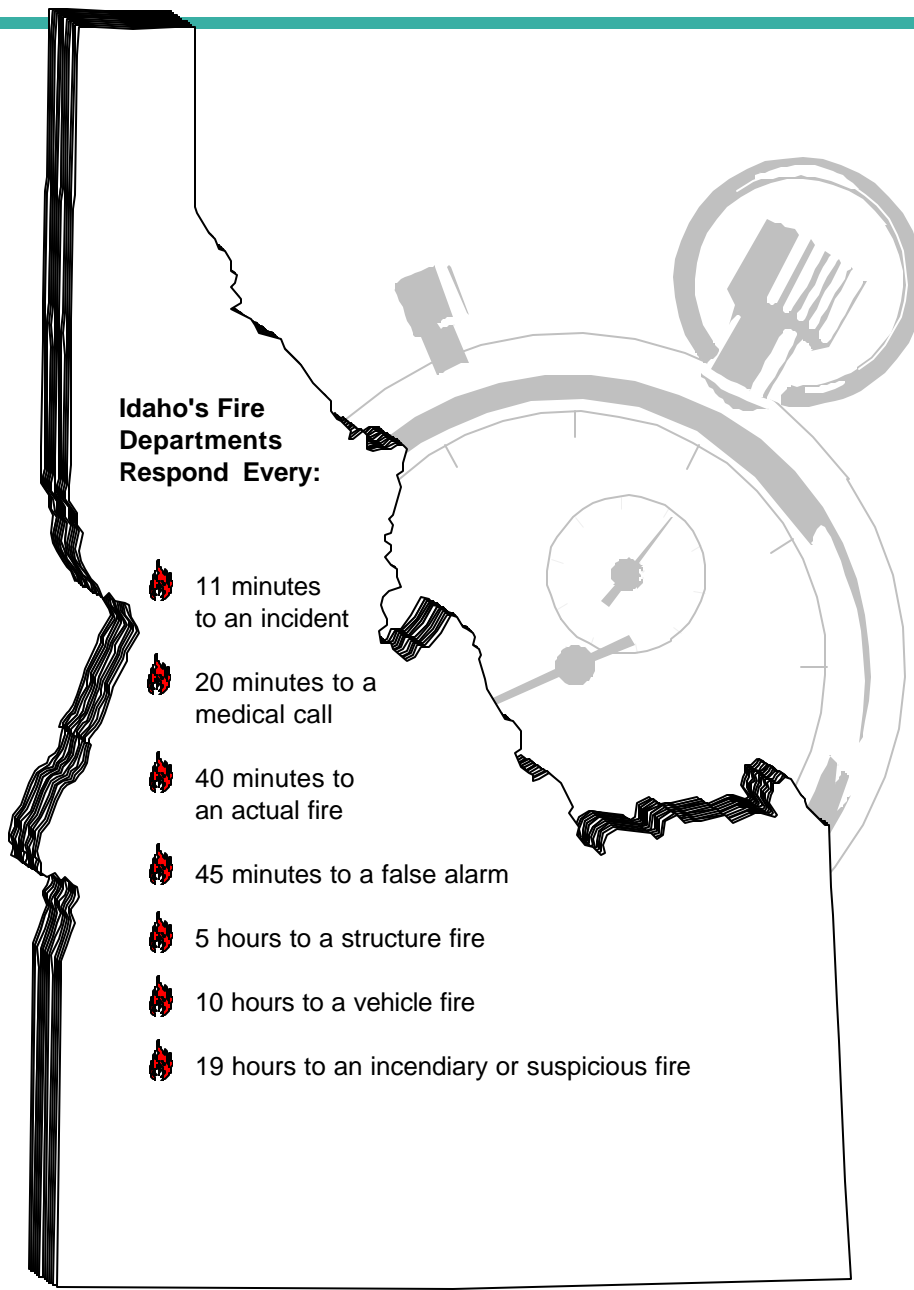 Idaho's Fire
Departments
Respond Every:
11 minutes
to an incident
20 minutes to a
medical call
40 minutes to
an actual fire
45 minutes to a false alarm
5 hours to a structure fire
10 hours to a vehicle fire
19 hours to an incendiary or suspicious fire